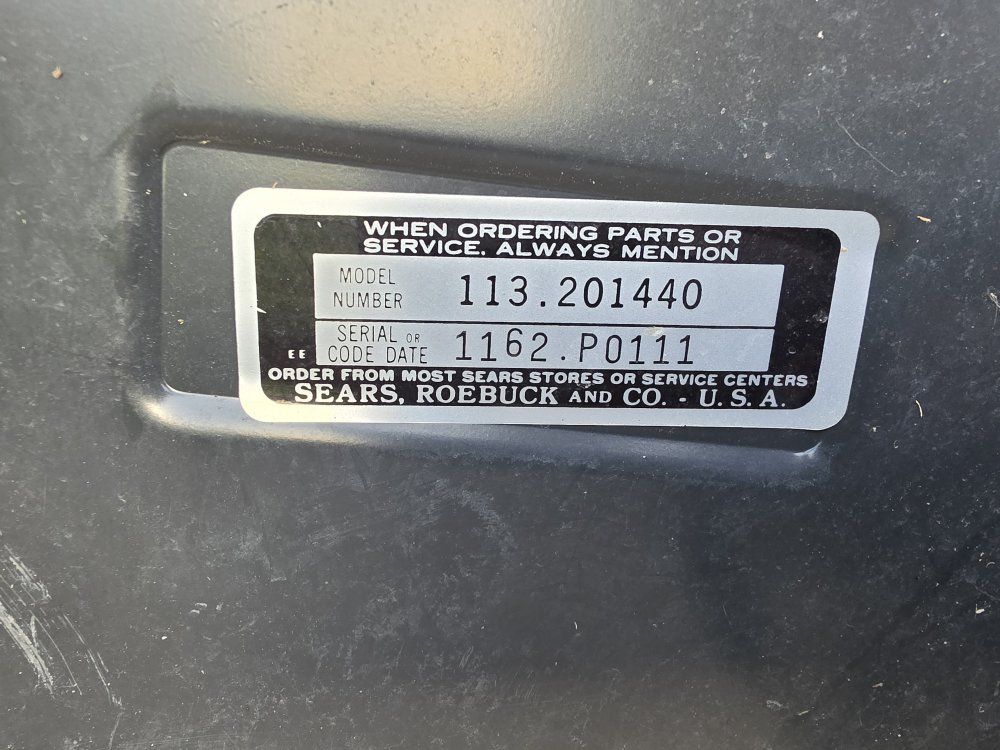 WHEN ORDERING PARTS OR
SERVICE, ALWAYS MENTION
MODEL NUMBER 113.201440
SERIAL OR CODE DATE 1162.P0111
EE
ORDER FROM MOST SEARS STORES OR SERVICE CENTERS
SEARS, ROEBUCK AND CO. - U. S. A.